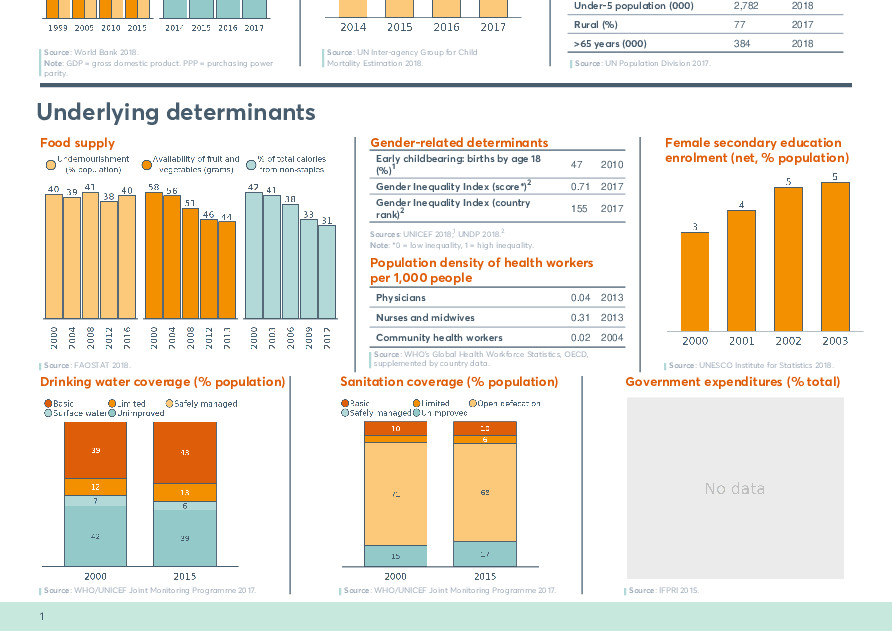 1999 2005 2010 2015
2014 2015 2016 2017
Source: World Bank 2018.
Note: GDP = gross domestic product. PPP = purchasing power
parity.
2014 2015 2016 2017
Source: UN Inter-agency Group for Child
Mortality Estimation 2018.
Under-5 population (000) 2,782 2018
Rural (%) 77 2017
>65 years (000) 384 2018
Source: UN Population Division 2017.
Underlying determinants
Food supply
Undernourishment
(% population)
Availability of fruit and
vegetables (grams)
% of total calories
from non-staples
40 39 41 38 40
58 56 51 46 44
42 41 38 33 31
2000 2004 2008 2012 2016
2000 2004 2008 2012 2013
2000 2006 2009 2012
Source: FAOSTAT 2018.
Gender-related determinants
Early childbearing: births by age 18
(%)1 47 2010
Gender Inequality Index (score*)2 0.71 2017
Gender Inequality Index (country
rank)2 155 2017
Sources: UNICEF 2018,1 UNDP 2018.2
Note: *0 = low inequality, 1 = high inequality.
Population density of health workers
per 1,000 people
Physicians 0.04 2013
Nurses and midwives 0.31 2013
Community health workers 0.02 2004
Source: WHO's Global Health Workforce Statistics, OECD,
supplemented by country data.
Female secondary education
enrolment (net, % population)
3 4 5 5
2000 2001 2002 2003
Source: UNESCO Institute for Statistics 2018.
Drinking water coverage (% population)
Basic Limited Safely managed
Surface water Unimproved
39 43
12 13
7 6
42 39
2000 2015
Source: WHO/UNICEF Joint Monitoring Programme 2017.
Sanitation coverage (% population)
Basic Limited Open defecation
Safely managed Unimproved
10 10
6
71 68
15 17
2000 2015
Source: WHO/UNICEF Joint Monitoring Programme 2017.
Government expenditures (% total)
No data
Source: IFPRI 2015.
1